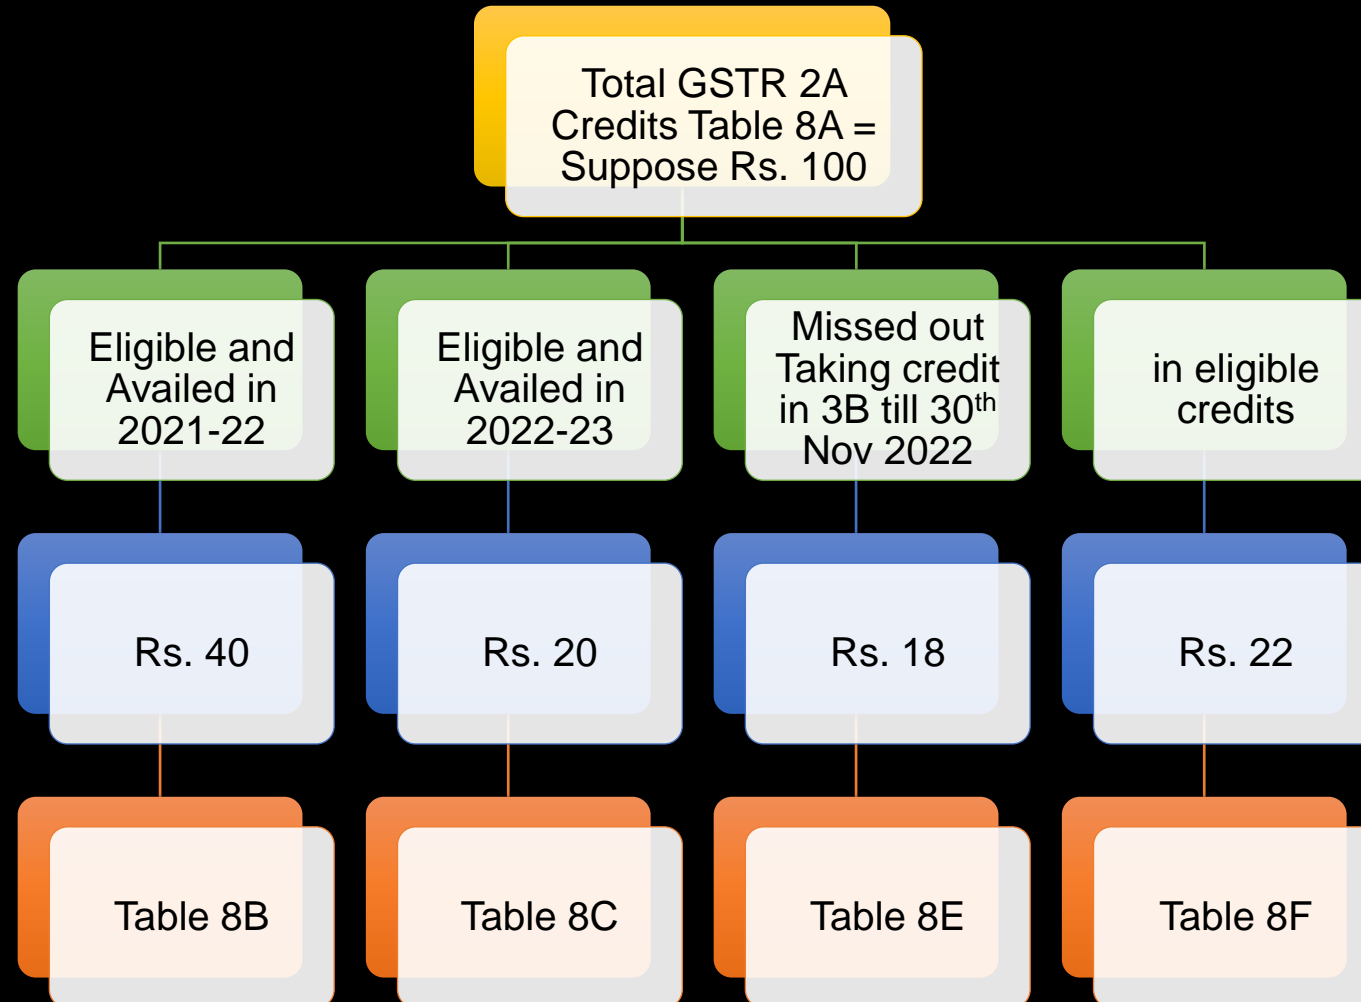 Total GSTR 2A
Credits Table 8A =
Suppose Rs. 100
Eligible and
Availed in
2021-22
Eligible and
Availed in
2022-23
Missed out
Taking credit
in 3B till 30th
Nov 2022
in eligible
credits
Rs. 40
Rs. 20
Rs. 18
Rs. 22
Table 8B
Table 8C
Table 8E
Table 8F